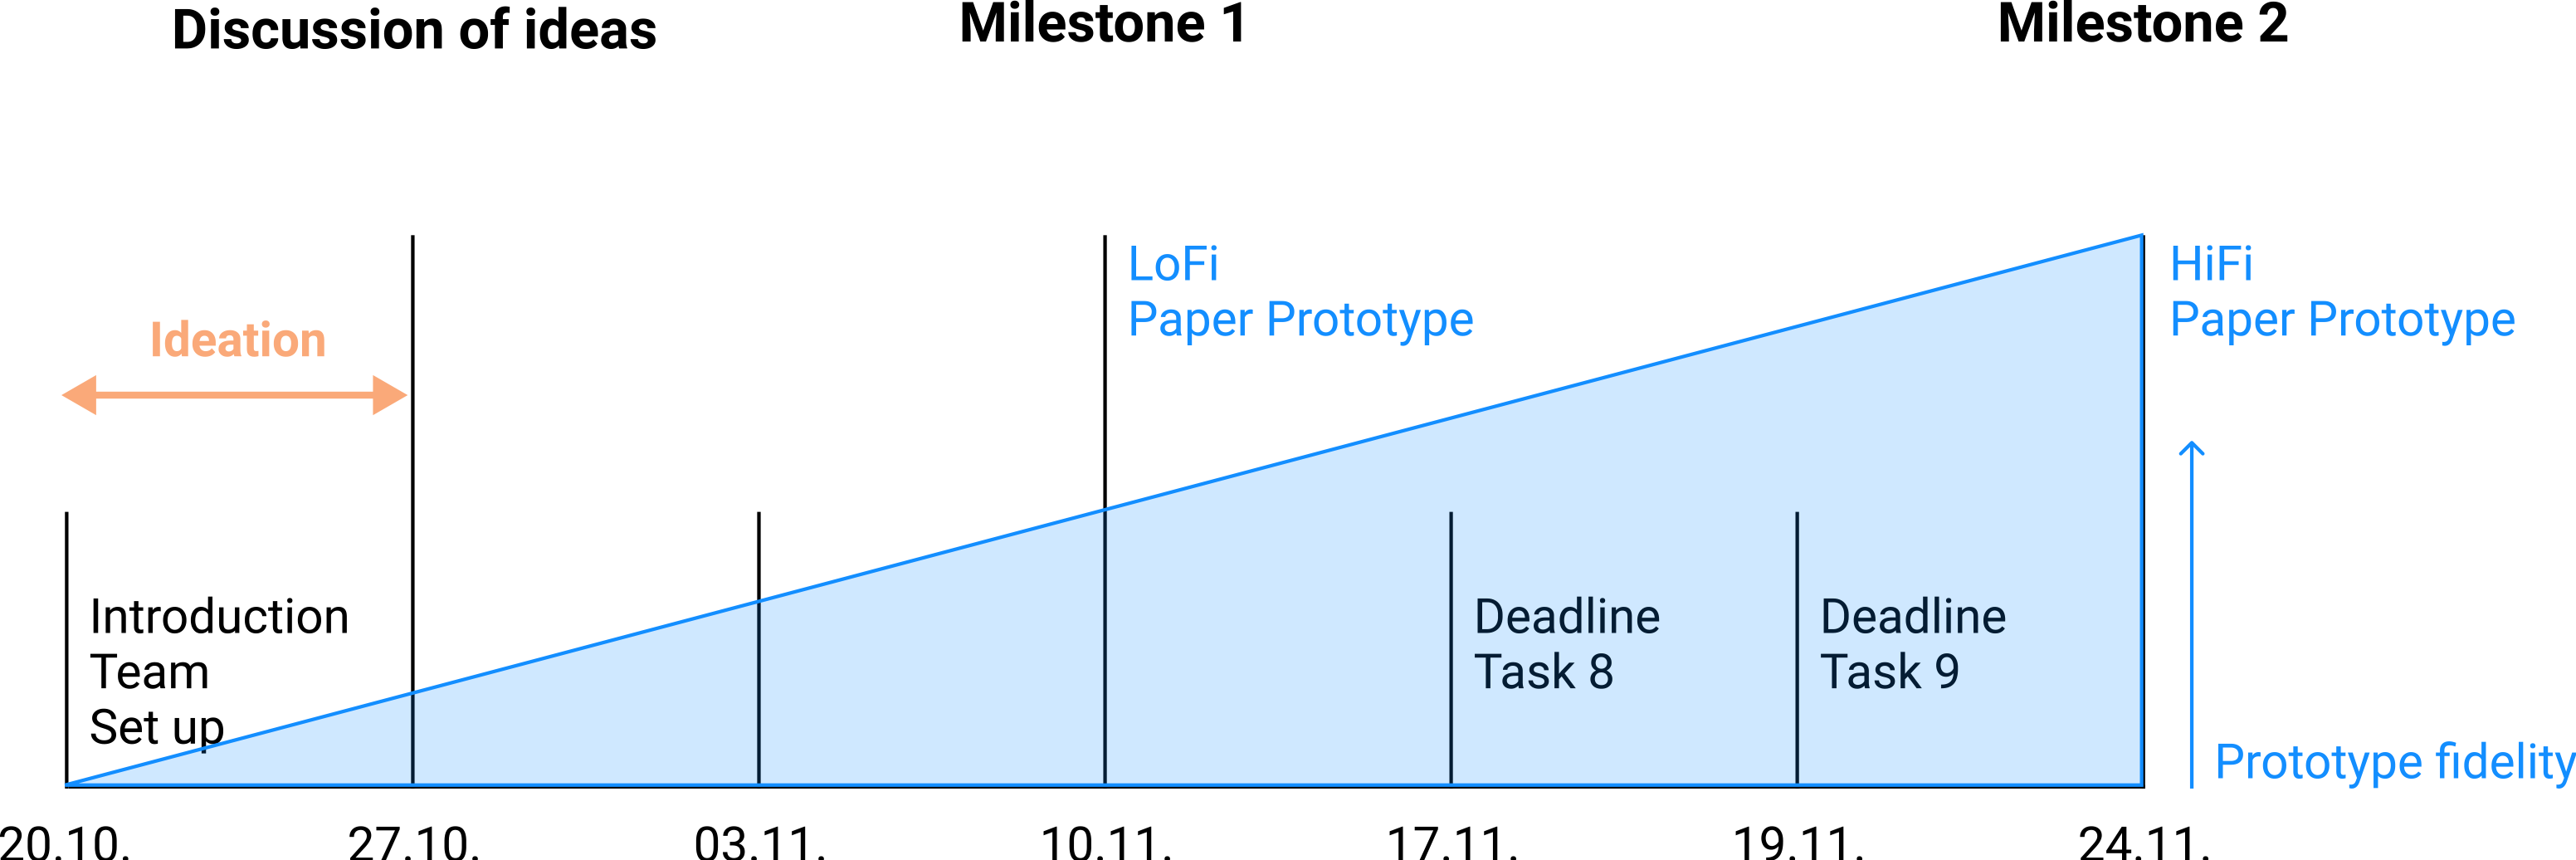 Discussion of ideas
Milestone 1
Milestone 2
Ideation
LoFi
Paper Prototype
HiFi
Paper Prototype
Introduction
Team
Set up
Deadline
Task 8
Deadline
Task 9
Prototype fidelity
20.10.
27.10.
03.11.
10.11.
17.11.
19.11.
24.11.